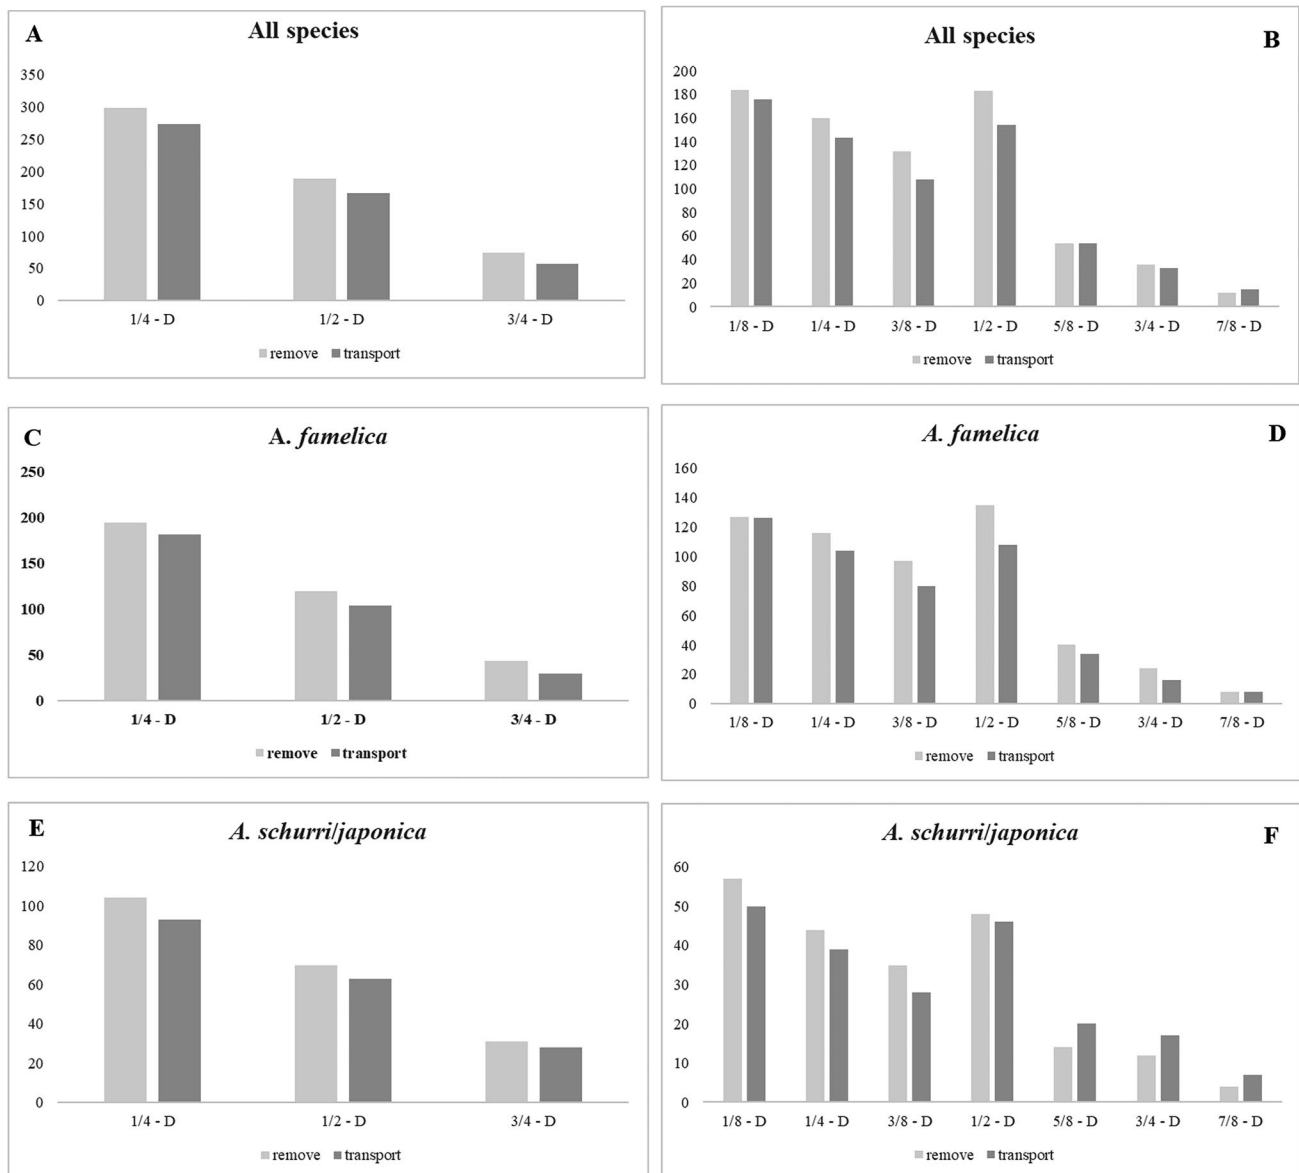 A
All species
350
300
250
200
150
100
50
0
1/4 - D 1/2 - D 3/4 - D
remove transport
All species
B
200
180
160
140
120
100
80
60
40
20
0
1/8 - D 1/4 - D 3/8 - D 1/2 - D 5/8 - D 3/4 - D 7/8 - D
remove transport
C
A. famelica
250
200
150
100
50
0
1/4 - D 1/2 - D 3/4 - D
remove transport
A. famelica
D
160
140
120
100
80
60
40
20
0
1/8 - D 1/4 - D 3/8 - D 1/2 - D 5/8 - D 3/4 - D 7/8 - D
remove transport
E
A. schurri/japonica
120
100
80
60
40
20
0
1/4 - D 1/2 - D 3/4 - D
remove transport
A. schurri/japonica
F
60
50
40
30
20
10
0
1/8 - D 1/4 - D 3/8 - D 1/2 - D 5/8 - D 3/4 - D 7/8 - D
remove transport